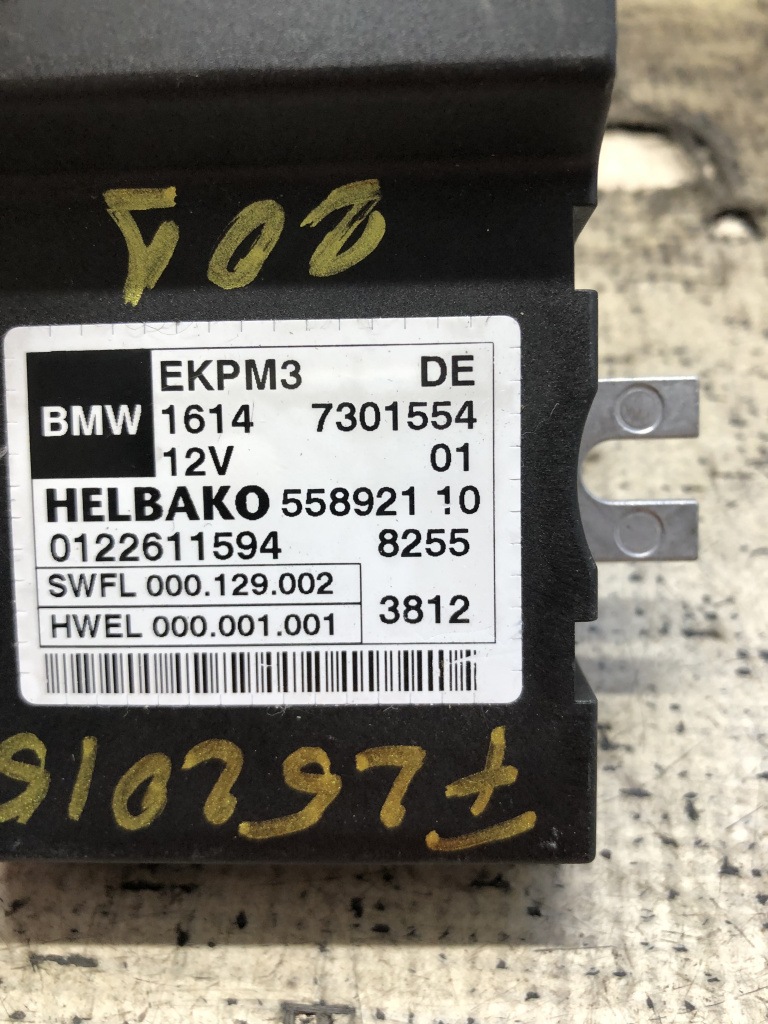 EKPM3 DE
BMW 1614 7301554
12V 01
HELBAKO 558921 10
0122611594 8255
SWFL 000.129.002
HWEL 000.001.001 3812